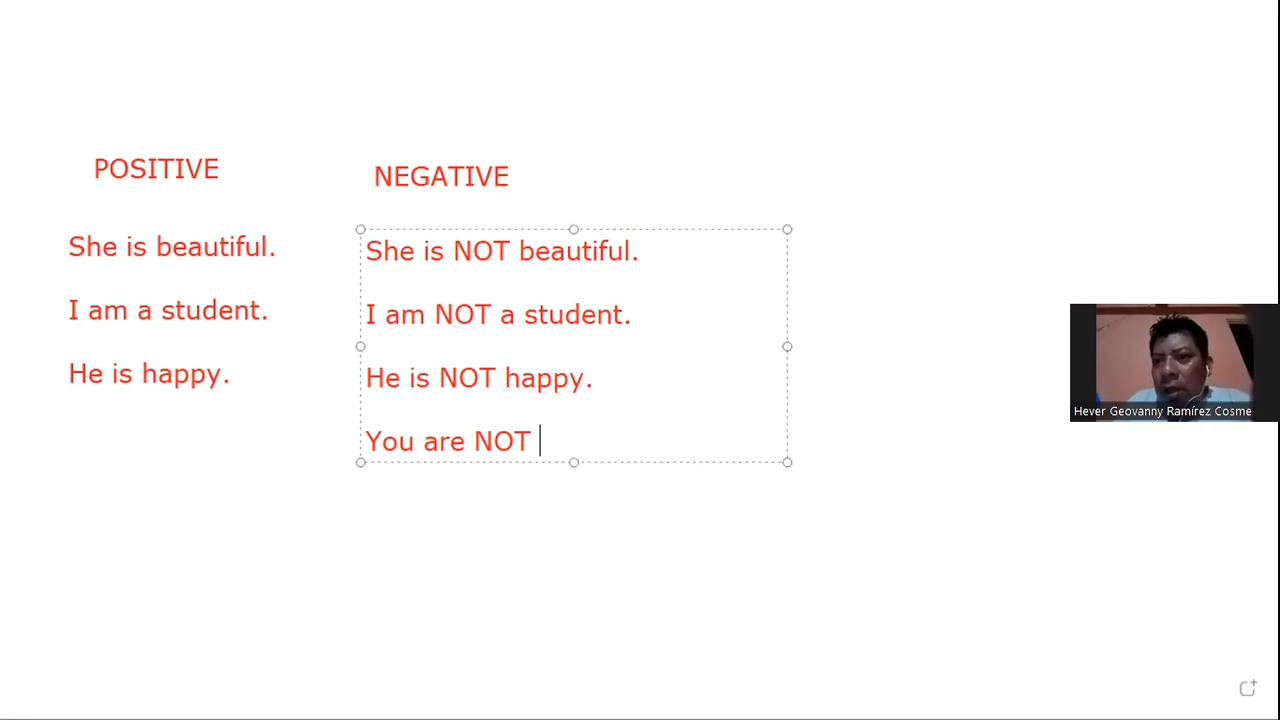 POSITIVE
NEGATIVE
She is beautiful.
She is NOT beautiful.
I am a student.
I am NOT a student.
He is happy.
He is NOT happy.
You are NOT
Hever Geovanny Ramírez Cosme